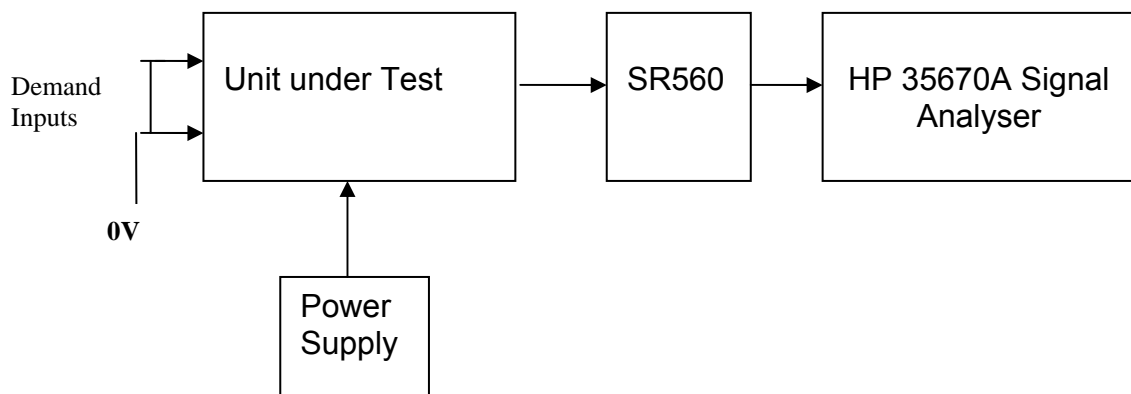 Demand
Inputs
0V
Unit under Test
SR560
HP 35670A Signal
Analyser
Power
Supply